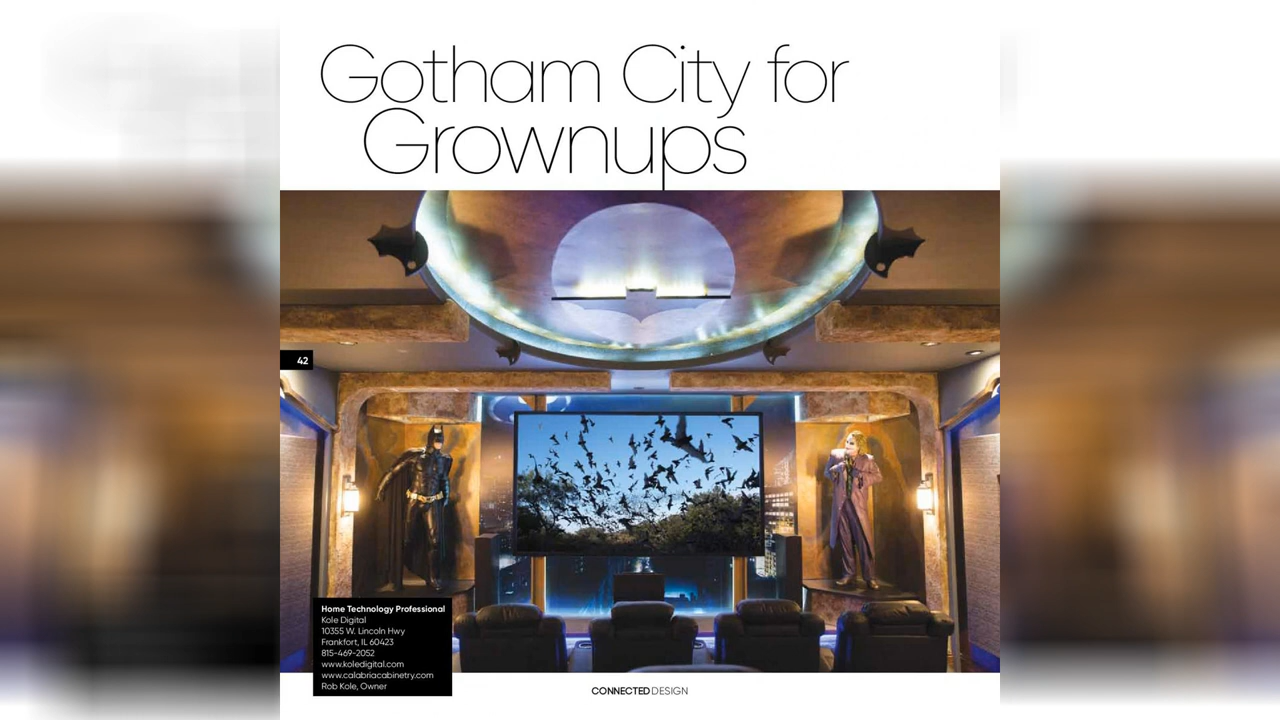 Gotham City for
Grownups
42
Home Technology Professional
Kole Digital
10355 W. Lincoln Hwy
Frankfort, IL 60423
815-469-2052
www.koledigital.com
www.calabriacabinetry.com
Rob Kole, Owner
CONNECTED DESIGN